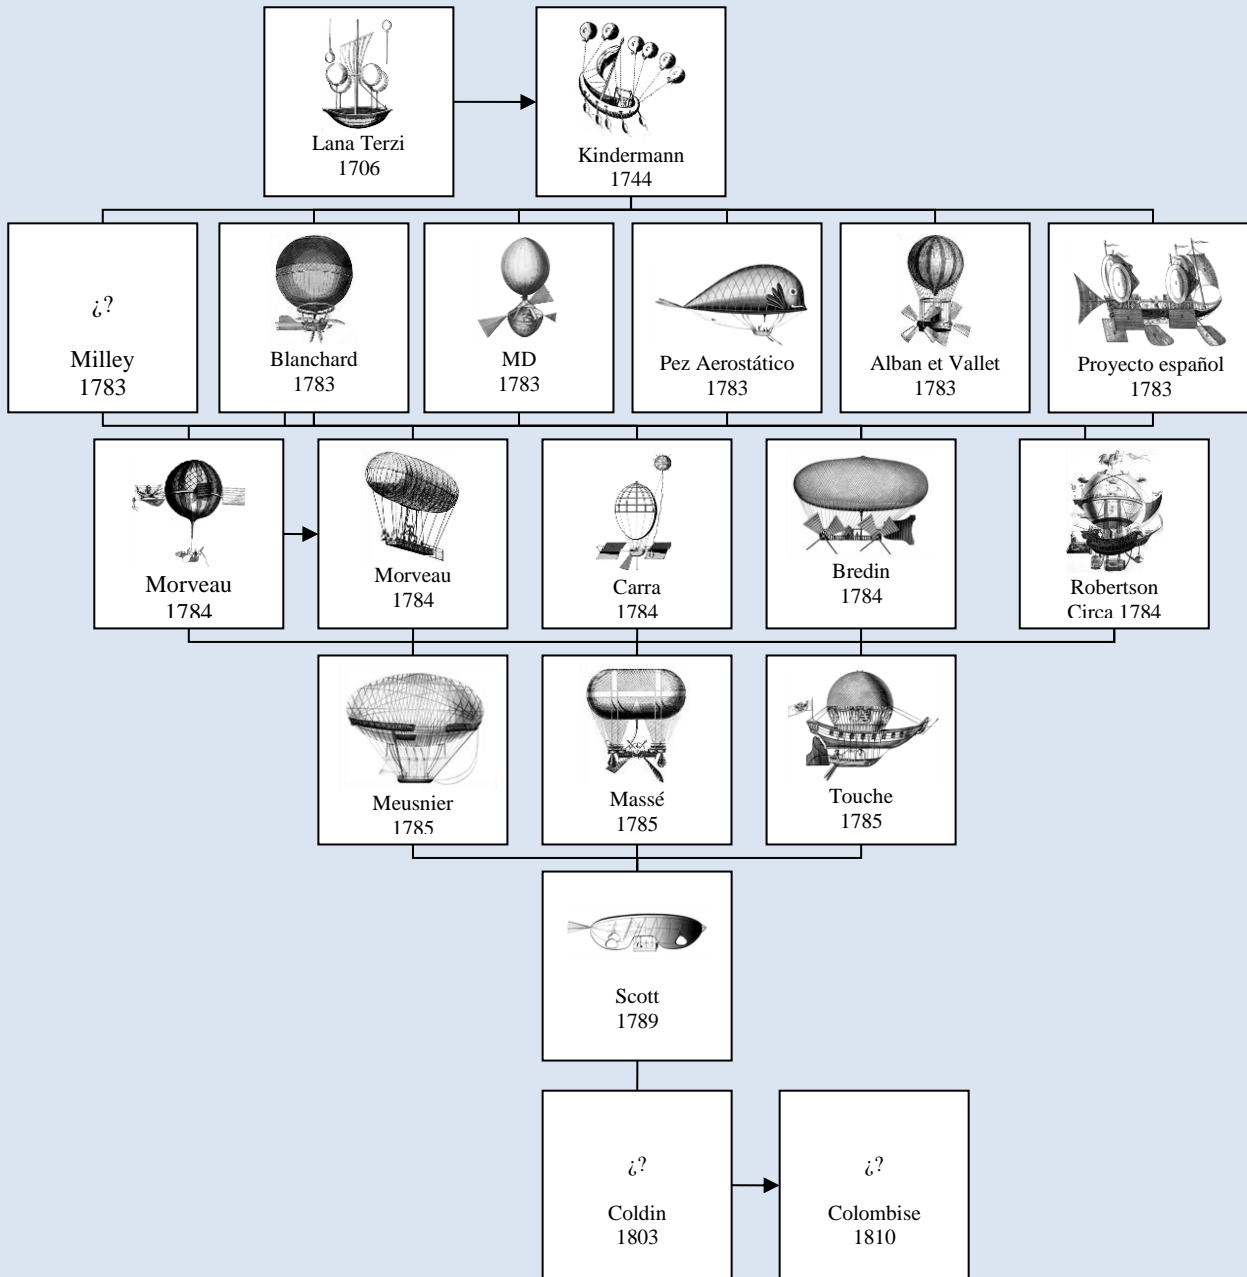 Lana Terzi
1706
Kindermann
1744
¿?
Milley
1783
Blanchard
1783
MD
1783
Pez Aerostático
1783
Alban et Vallet
1783
Proyecto español
1783
Morveau
1784
Morveau
1784
Carra
1784
Bredin
1784
Robertson
Circa 1784
Meusnier
1785
Massé
1785
Touche
1785
Scott
1789
¿?
Coldin
1803
¿?
Colombise
1810